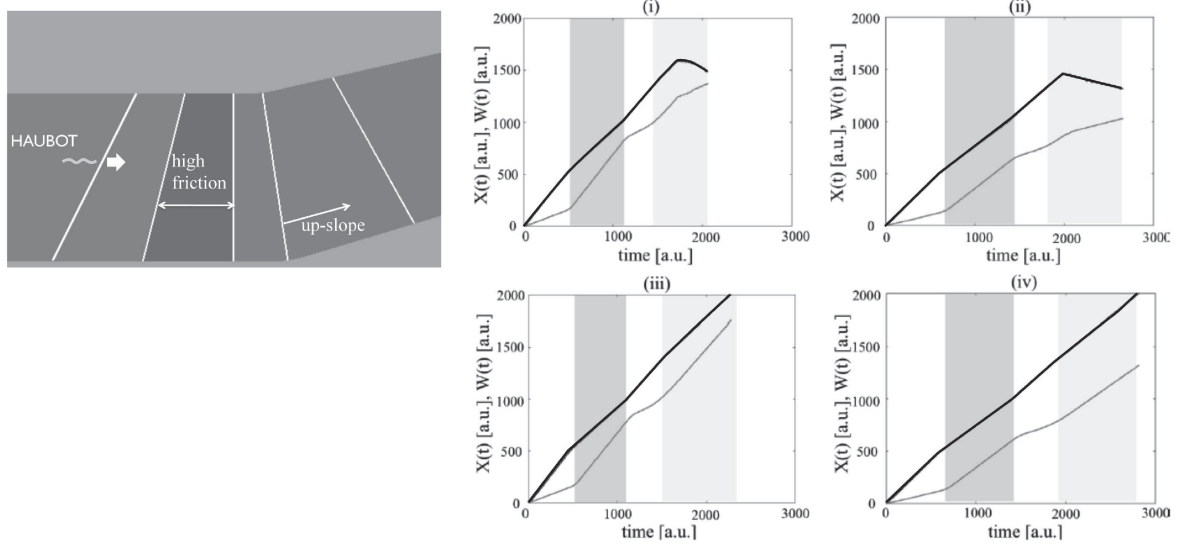 HAUBOT
high
friction
up-slope
(i)
X(t) [a.u.], W(t) [a.u.]
2000
1500
1000
500
0
0 1000 2000 3000
time [a.u.]
(ii)
X(t) [a.u.], W(t) [a.u.]
2000
1500
1000
500
0
0 1000 2000 300
time [a.u.]
(iii)
X(t) [a.u.], W(t) [a.u.]
2000
1500
1000
500
0
0 1000 2000 3000
time [a.u.]
(iv)
X(t) [a.u.], W(t) [a.u.]
2000
1500
1000
500
0
0 1000 2000 3000
time [a.u.]